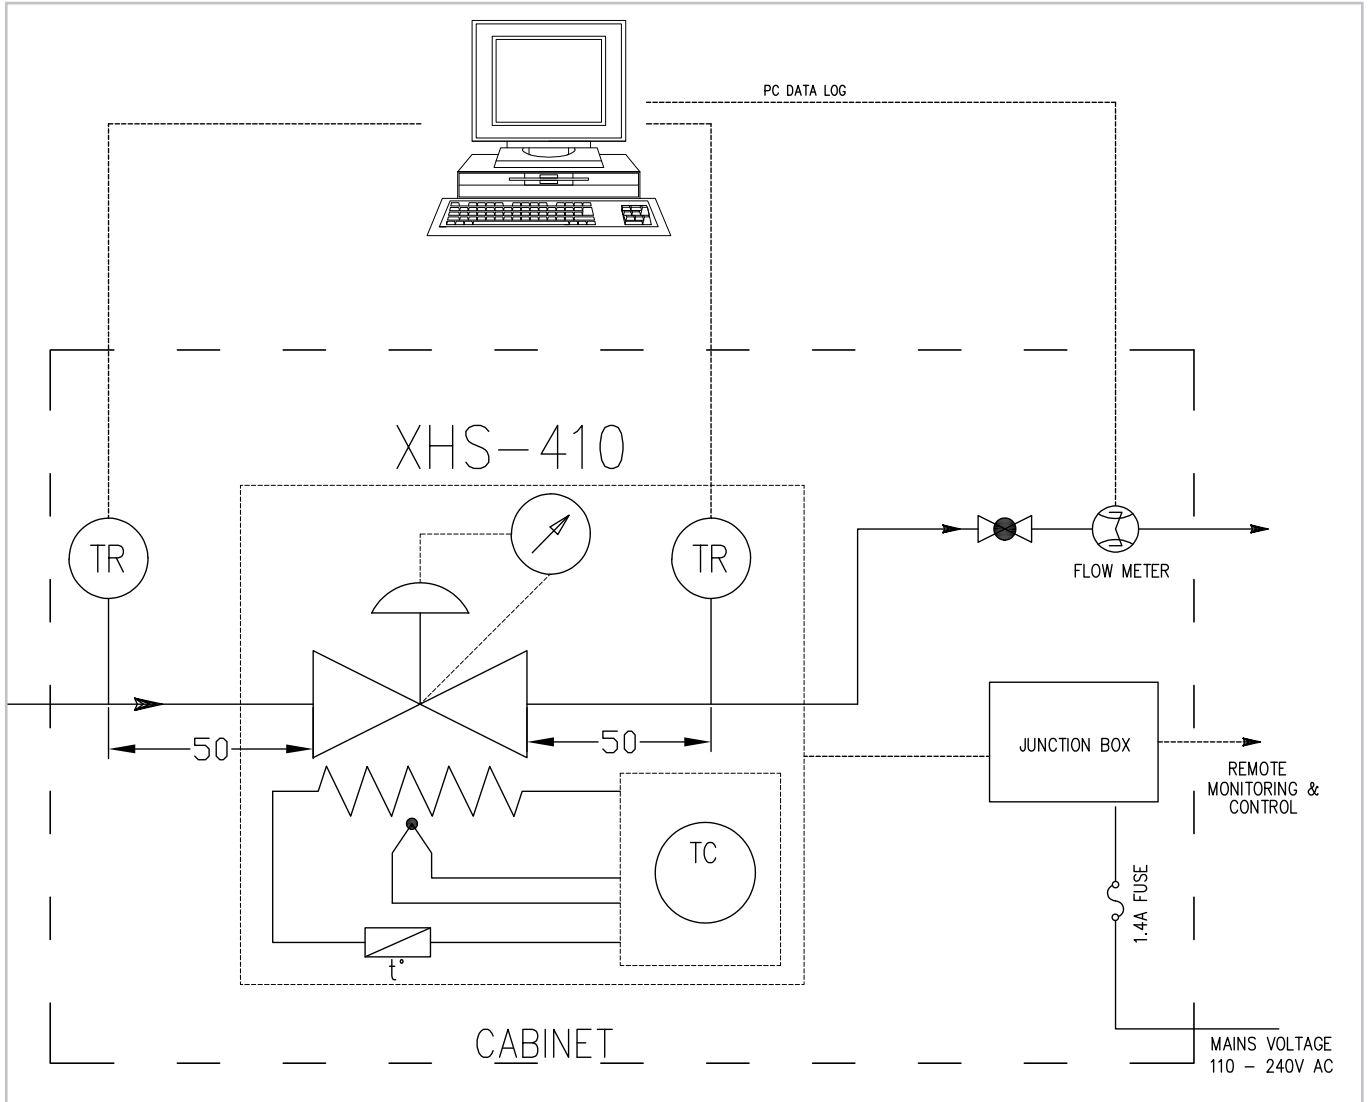 PC DATA LOG
XHS-410
TR
TR
FLOW METER
50
50
JUNCTION BOX
REMOTE
MONITORING &
CONTROL
TC
1.4A FUSE
t°
CABINET
MAINS VOLTAGE
110 - 240V AC